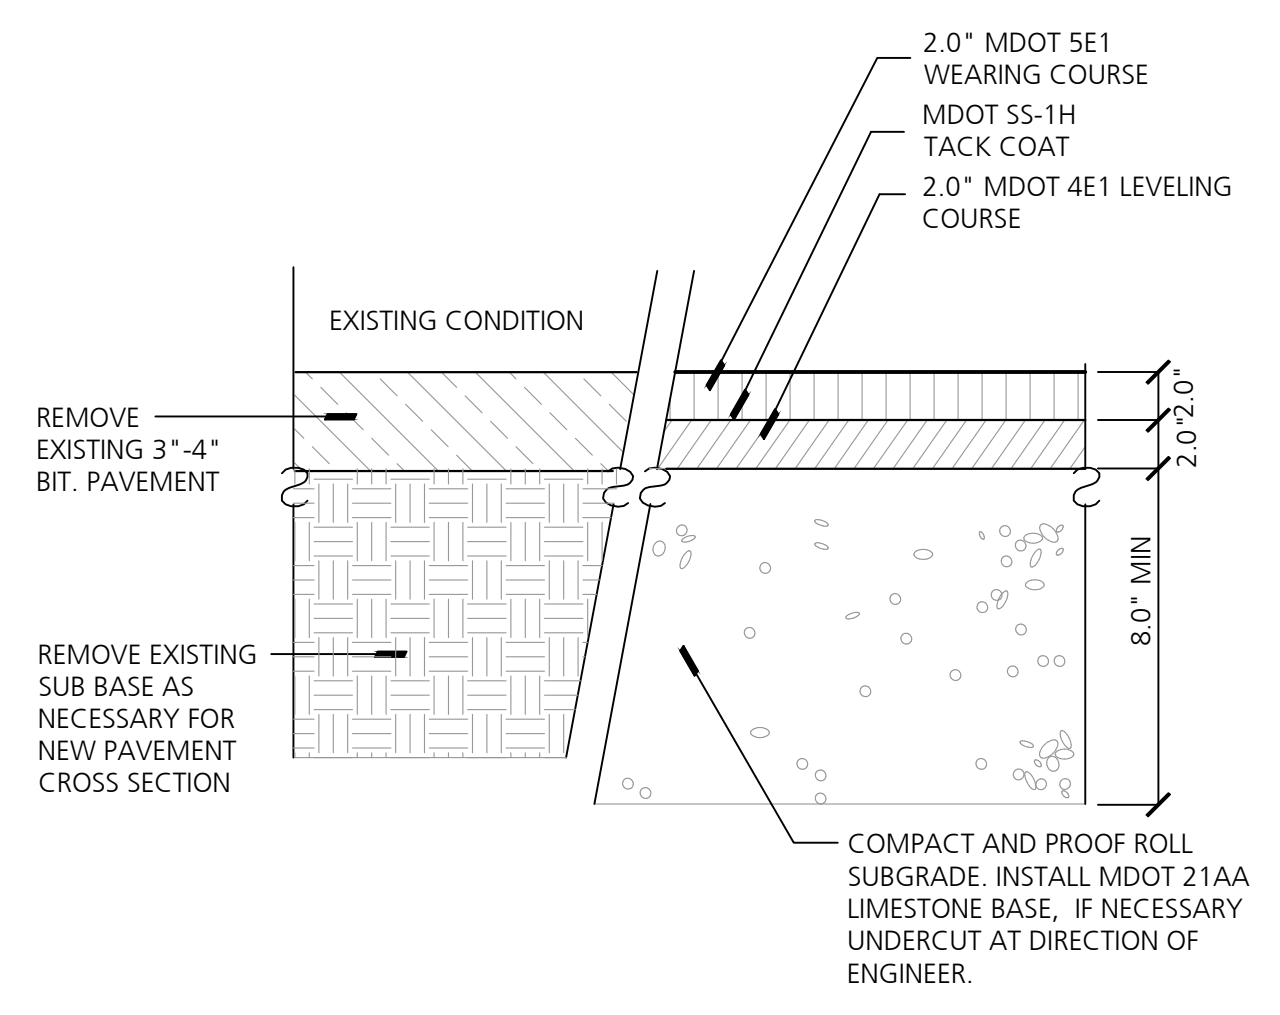 2.0" MDOT 5E1
WEARING COURSE
MDOT SS-1H
TACK COAT
2.0" MDOT 4E1 LEVELING
COURSE
EXISTING CONDITION
REMOVE
EXISTING 3"-4"
BIT. PAVEMENT
2.0"
2.0"
8.0" MIN
REMOVE EXISTING
SUB BASE AS
NECESSARY FOR
NEW PAVEMENT
CROSS SECTION
COMPACT AND PROOF ROLL
SUBGRADE. INSTALL MDOT 21AA
LIMESTONE BASE, IF NECESSARY
UNDERCUT AT DIRECTION OF
ENGINEER.